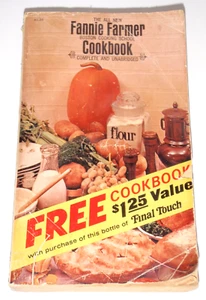 THE ALL NEW
Fannie Farmer
BOSTON COOKING SCHOOL
Cookbook
COMPLETE AND UNABRIDGED
flour
FREE COOKBOOK
$1.25 Value
with purchase of this bottle of Final Touch